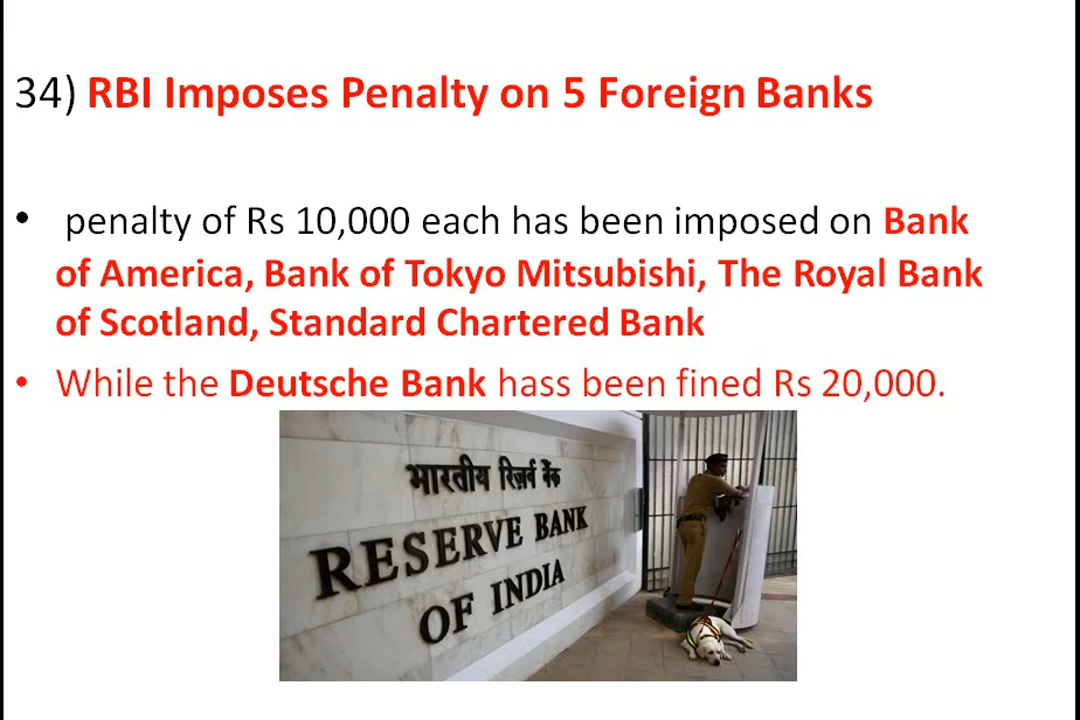 34) RBI Imposes Penalty on 5 Foreign Banks
• penalty of Rs 10,000 each has been imposed on Bank
of America, Bank of Tokyo Mitsubishi, The Royal Bank
of Scotland, Standard Chartered Bank
• While the Deutsche Bank hass been fined Rs 20,000.
भारतीय रिज़र्व बैंक
RESERVE BANK
OF INDIA